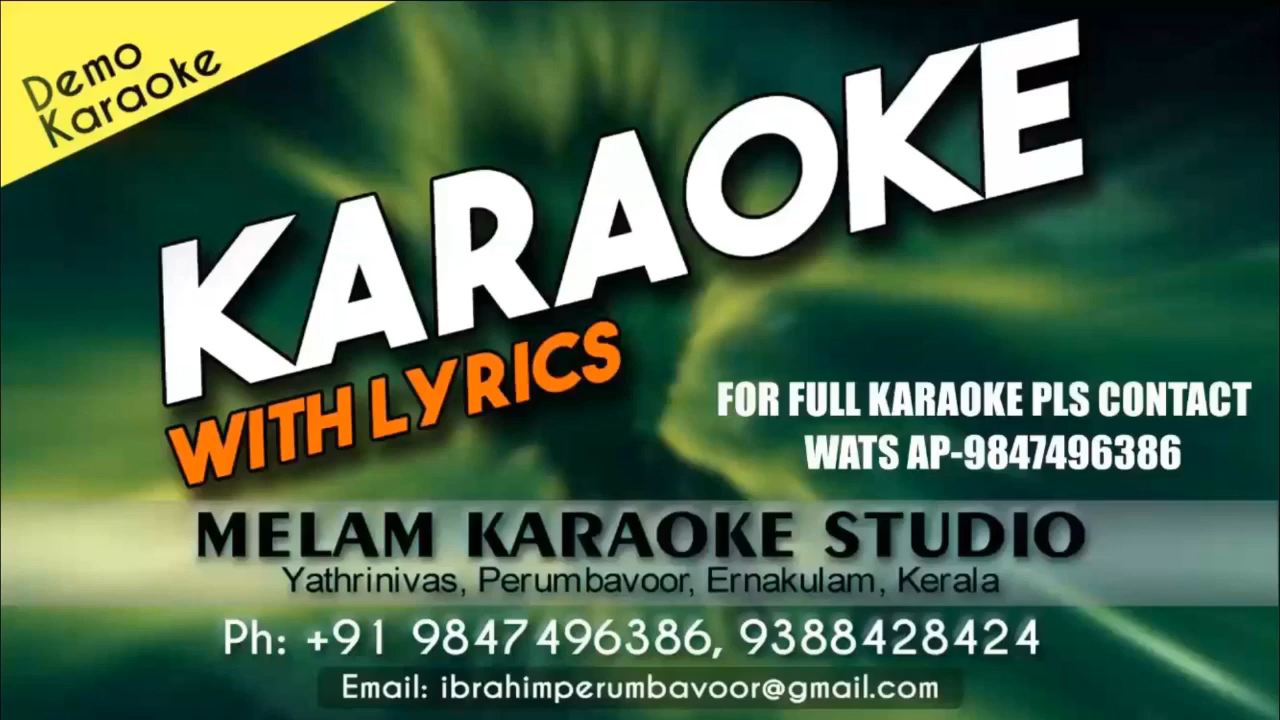 Demo
Karaoke
KARAOKE
WITH LYRICS
FOR FULL KARAOKE PLS CONTACT
WATS AP-9847496386
MELAM KARAOKE STUDIO
Yathrinivas, Perumbavoor, Ernakulam, Kerala
Ph: +91 9847496386, 9388428424
Email: ibrahimperumbavoor@gmail.com